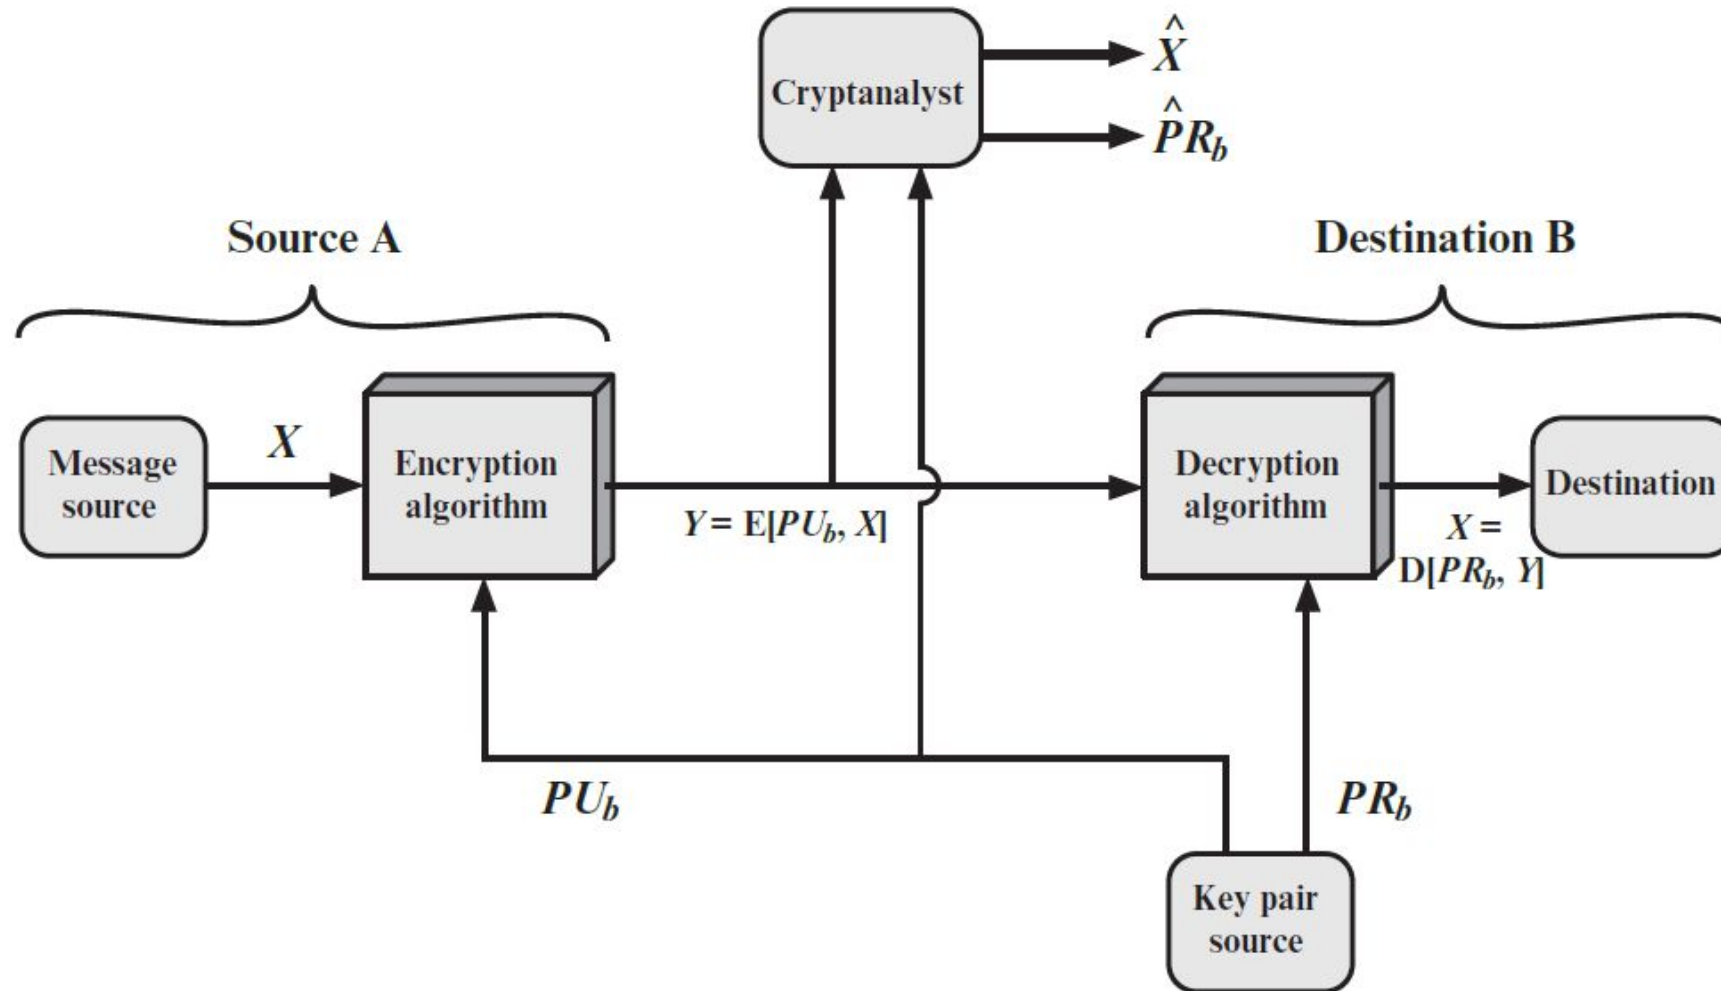 Cryptanalyst
X̂
P̂R_b
Source A
Destination B
Message
source
X
Encryption
algorithm
Y = E[PU_b, X]
Decryption
algorithm
X =
D[PR_b, Y]
Destination
PU_b
PR_b
Key pair
source